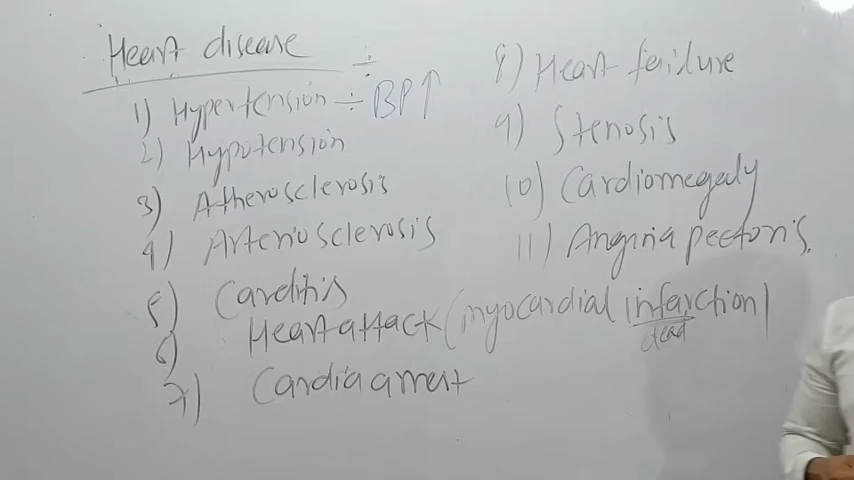 Heart disease ÷
1) Hypertension ÷ BP↑
2) Hypotension
3) Atherosclerosis
4) Arteriosclerosis
5) Carditis
6) Heart attack (myocardial infarction)
dead
7) Cardia arrest
8) Heart failure
9) Stenosis
10) Cardiomegaly
11) Angina pectoris.